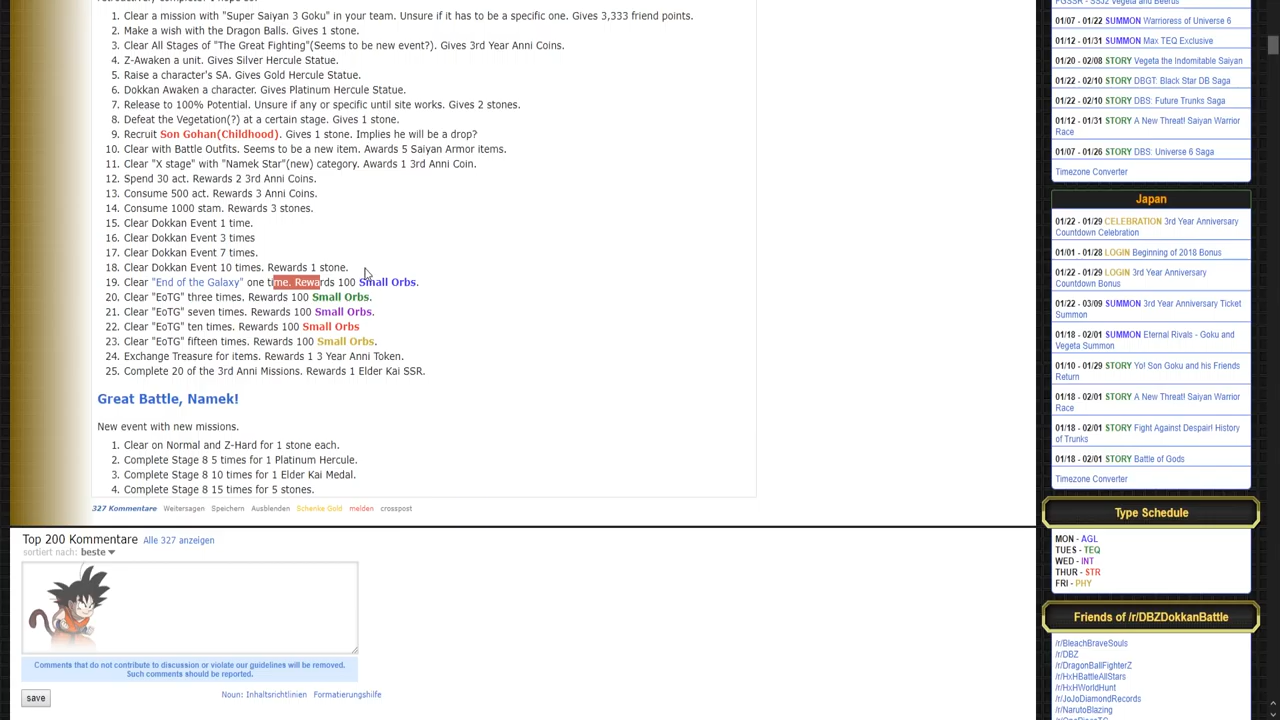 1. Clear a mission with "Super Saiyan 3 Goku" in your team. Unsure if it has to be a specific one. Gives 3,333 friend points.
2. Make a wish with the Dragon Balls. Gives 1 stone.
3. Clear All Stages of "The Great Fighting"(Seems to be new event?). Gives 3rd Year Anni Coins.
4. Z-Awaken a unit. Gives Silver Hercule Statue.
5. Raise a character's SA. Gives Gold Hercule Statue.
6. Dokkan Awaken a character. Gives Platinum Hercule Statue.
7. Release to 100% Potential. Unsure if any or specific until site works. Gives 2 stones.
8. Defeat the Vegetation(?) at a certain stage. Gives 1 stone.
9. Recruit Son Gohan(Childhood). Gives 1 stone. Implies he will be a drop?
10. Clear with Battle Outfits. Seems to be a new item. Awards 5 Saiyan Armor items.
11. Clear "X stage" with "Namek Star"(new) category. Awards 1 3rd Anni Coin.
12. Spend 30 act. Rewards 2 3rd Anni Coins.
13. Consume 500 act. Rewards 3 Anni Coins.
14. Consume 1000 stam. Rewards 3 stones.
15. Clear Dokkan Event 1 time.
16. Clear Dokkan Event 3 times
17. Clear Dokkan Event 7 times.
18. Clear Dokkan Event 10 times. Rewards 1 stone.
19. Clear "End of the Galaxy" one time. Rewards 100 Small Orbs.
20. Clear "EoTG" three times. Rewards 100 Small Orbs.
21. Clear "EoTG" seven times. Rewards 100 Small Orbs.
22. Clear "EoTG" ten times. Rewards 100 Small Orbs
23. Clear "EoTG" fifteen times. Rewards 100 Small Orbs.
24. Exchange Treasure for items. Rewards 1 3 Year Anni Token.
25. Complete 20 of the 3rd Anni Missions. Rewards 1 Elder Kai SSR.
Great Battle, Namek!
New event with new missions.
1. Clear on Normal and Z-Hard for 1 stone each.
2. Complete Stage 8 5 times for 1 Platinum Hercule.
3. Complete Stage 8 10 times for 1 Elder Kai Medal.
4. Complete Stage 8 15 times for 5 stones.
327 Kommentare Weitersagen Speichern Ausblenden Schenke Gold melden crosspost
Top 200 Kommentare Alle 327 anzeigen
sortiert nach: beste
Comments that do not contribute to discussion or violate our guidelines will be removed.
Such comments should be reported.
save
Noun: Inhaltsrichtlinien Formatierungshilfe
01/07 - 01/22 SUMMON Warrioress of Universe 6
01/12 - 01/31 SUMMON Max TEQ Exclusive
01/20 - 02/08 STORY Vegeta the Indomitable Saiyan
01/22 - 02/10 STORY DBGT: Black Star DB Saga
01/22 - 02/10 STORY DBS: Future Trunks Saga
01/12 - 01/31 STORY A New Threat! Saiyan Warrior
Race
01/07 - 01/26 STORY DBS: Universe 6 Saga
Timezone Converter
Japan
01/22 - 01/29 CELEBRATION 3rd Year Anniversary
Countdown Celebration
01/01 - 01/28 LOGIN Beginning of 2018 Bonus
01/22 - 01/29 LOGIN 3rd Year Anniversary
Countdown Bonus
01/22 - 03/09 SUMMON 3rd Year Anniversary Ticket
Summon
01/18 - 02/01 SUMMON Eternal Rivals - Goku and
Vegeta Summon
01/10 - 01/29 STORY Yo! Son Goku and his Friends
Return
01/18 - 02/01 STORY A New Threat! Saiyan Warrior
Race
01/18 - 02/01 STORY Fight Against Despair! History
of Trunks
01/18 - 02/01 STORY Battle of Gods
Timezone Converter
Type Schedule
MON - AGL
TUES - TEQ
WED - INT
THUR - STR
FRI - PHY
Friends of /r/DBZDokkanBattle
/r/BleachBraveSouls
/r/DBZ
/r/DragonBallFighterZ
/r/HxHBattleAllStars
/r/HxHWorldHunt
/r/JoJoDiamondRecords
/r/NarutoBlazing